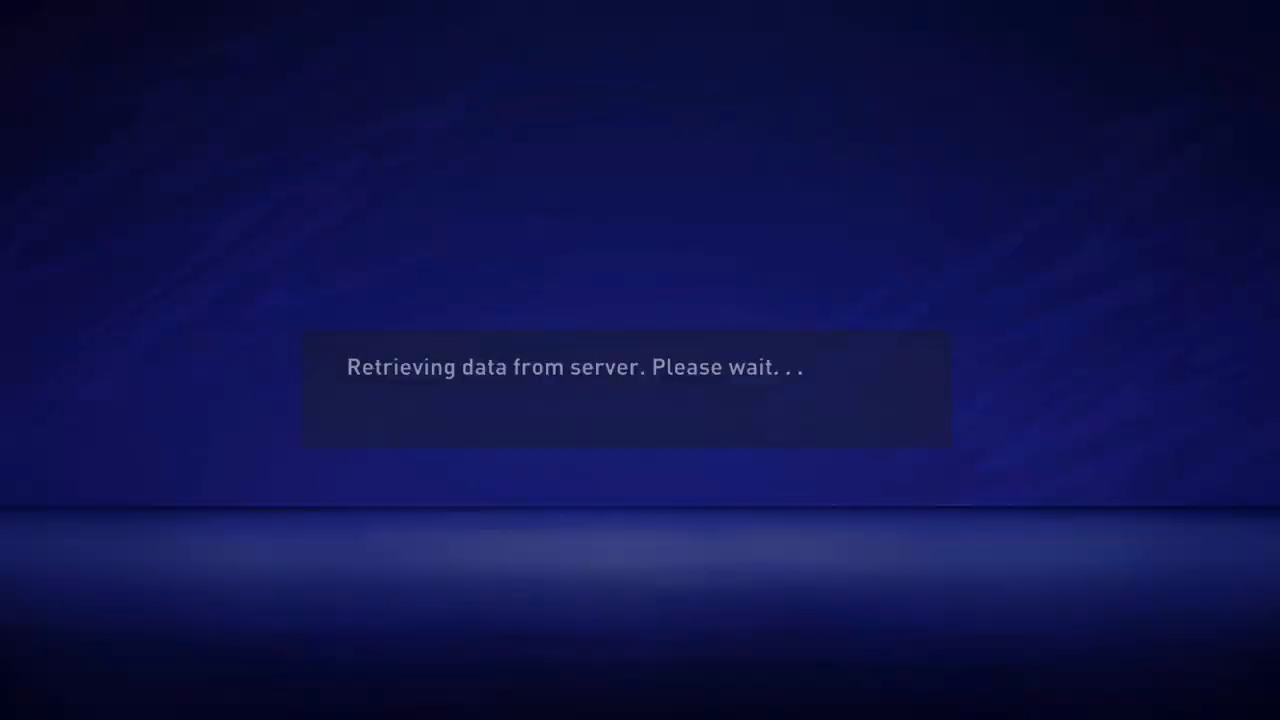 Retrieving data from server. Please wait. . .